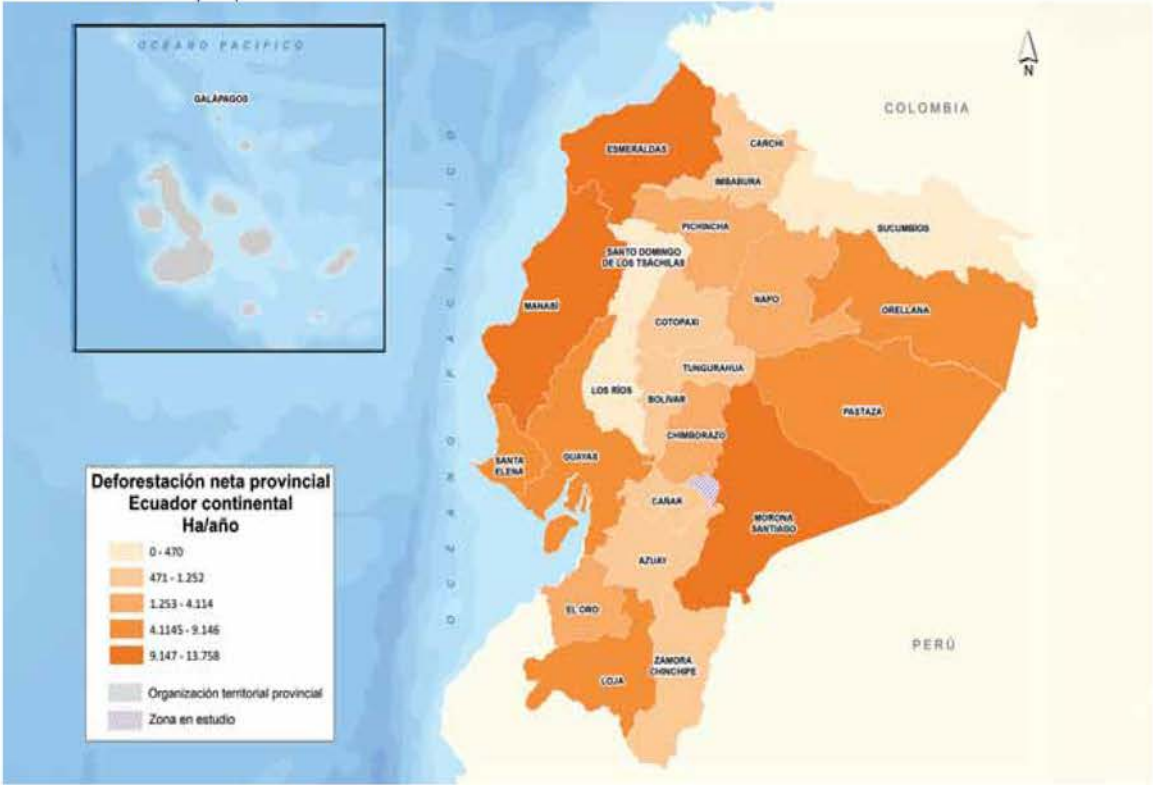 OCÉANO PACÍFICO
GALÁPAGOS
N
COLOMBIA
ESMERALDAS
CARCHI
IMBABURA
PICHINCHA
SUCUMBÍOS
SANTO DOMINGO
DE LOS TSÁCHILAS
MANABÍ
NAPO
ORELLANA
COTOPAXI
TUNGURAHUA
LOS RÍOS
BOLÍVAR
PASTAZA
CHIMBORAZO
SANTA
ELENA
GUAYAS
CAÑAR
MORONA
SANTIAGO
AZUAY
EL ORO
PERÚ
ZAMORA
CHINCHIPE
LOJA
Deforestación neta provincial
Ecuador continental
Ha/año
0 - 470
471 - 1.252
1.253 - 4.114
4.1145 - 9.146
9.147 - 13.758
Organización territorial provincial
Zona en estudio